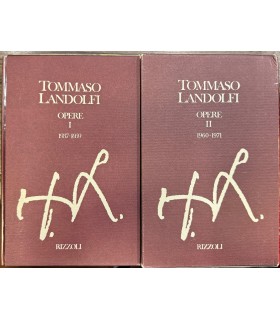 TOMMASO
LANDOLFI
OPERE
I
1937-1959
T. L.
RIZZOLI
TOMMASO
LANDOLFI
OPERE
II
1960-1971
T. L.
RIZZOLI